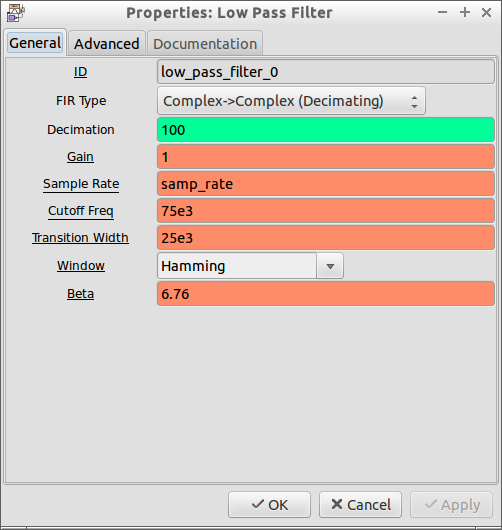 Properties: Low Pass Filter
General Advanced Documentation
ID low_pass_filter_0
FIR Type Complex->Complex (Decimating)
Decimation 100
Gain 1
Sample Rate samp_rate
Cutoff Freq 75e3
Transition Width 25e3
Window Hamming
Beta 6.76
OK Cancel Apply